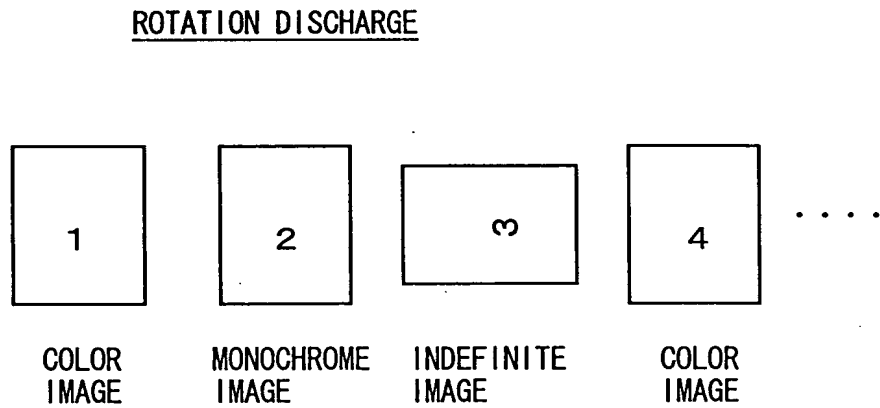 ROTATION DISCHARGE
1 2 3 4 ....
COLOR IMAGE MONOCHROME IMAGE INDEFINITE IMAGE COLOR IMAGE